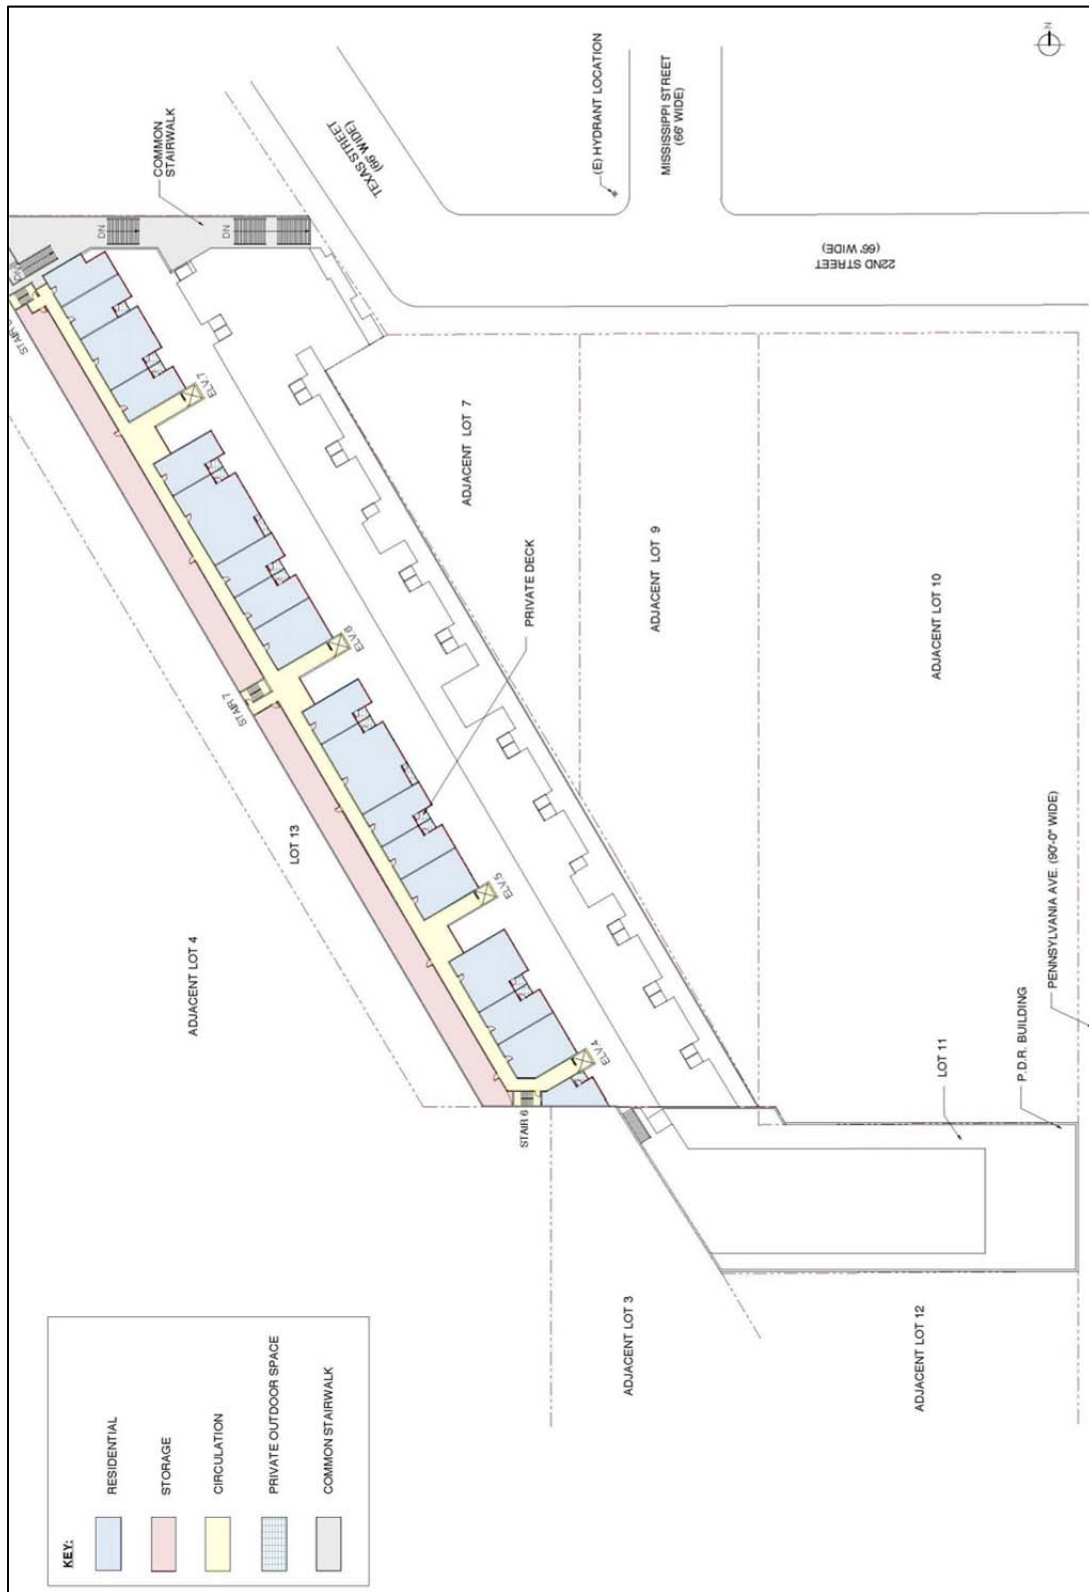 KEY:
RESIDENTIAL
STORAGE
CIRCULATION
PRIVATE OUTDOOR SPACE
COMMON STAIRWALK
ADJACENT LOT 3
ADJACENT LOT 12
ADJACENT LOT 4
LOT 13
STAIR 6
STAIR 7
STAIR
ELV.4
ELV.5
ELV.6
ELV.7
PRIVATE DECK
ADJACENT LOT 7
ADJACENT LOT 9
ADJACENT LOT 10
LOT 11
P.D.R. BUILDING
PENNSYLVANIA AVE. (90'-0" WIDE)
COMMON
STAIRWALK
DN
DN
TEXAS STREET
(66' WIDE)
(E) HYDRANT LOCATION
MISSISSIPPI STREET
(66' WIDE)
22ND STREET
(66' WIDE)
N